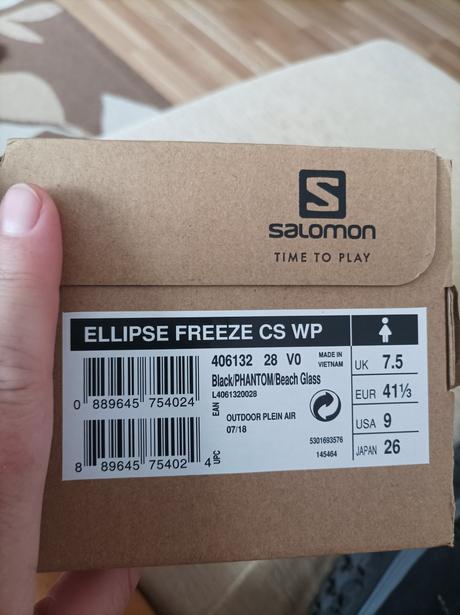 S
salomon
TIME TO PLAY
ELLIPSE FREEZE CS WP
406132 28 V0
MADE IN
VIETNAM
Black/PHANTOM/Beach Glass
L4061320028
0 889645 754024
EAN
OUTDOOR PLEIN AIR
07/18
5301693576
145464
8 89645 75402 4
UPC
UK 7.5
EUR 41⅓
USA 9
JAPAN 26